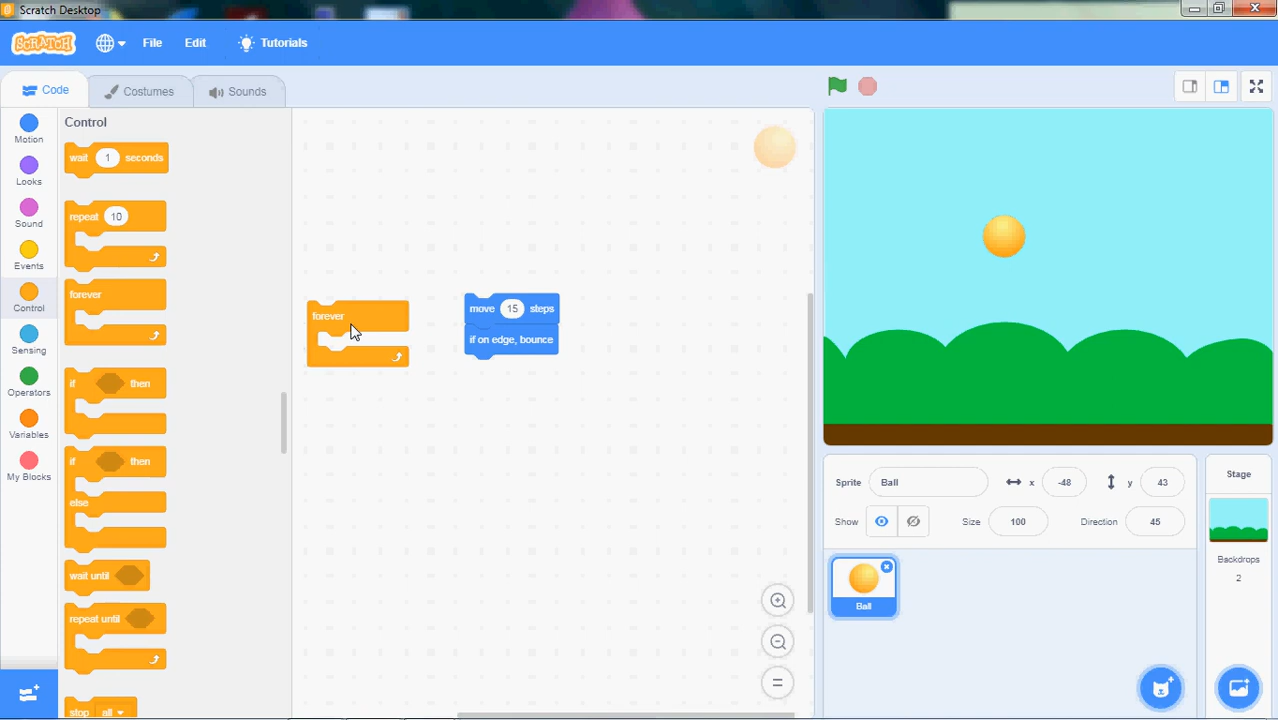 Scratch Desktop
SCRATCH File Edit Tutorials
Code Costumes Sounds
Motion
Looks
Sound
Events
Control
Sensing
Operators
Variables
My Blocks
Control
wait 1 seconds
repeat 10
forever
if then
if then
else
wait until
repeat until
stop all
forever
move 15 steps
if on edge, bounce
Sprite Ball x -48 y 43
Show Size 100 Direction 45
Ball
Stage
Backdrops
2